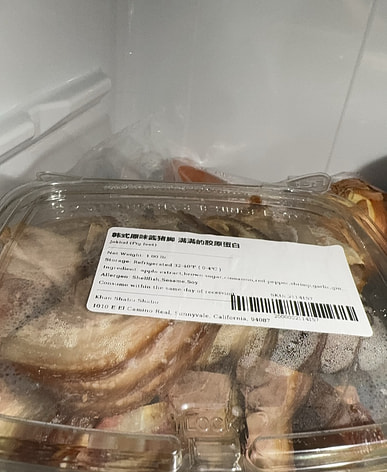 韩式原味酱猪脚 满满的胶原蛋白
Jokbal (Pig feet)
Net Weight: 1.00 lb
Storage: Refrigerated 32-40°F ( 0-4°C )
Ingredient: apple extract, brown sugar, cinnamon, red pepper, shrimp, garlic, gin
Allergen: Shellfish, Sesame, Soy
Consume within the same day of
SKU: 2114157
Khan Shabu Shabu
1010 E El Camino Real, Sunnyvale, California, 94087